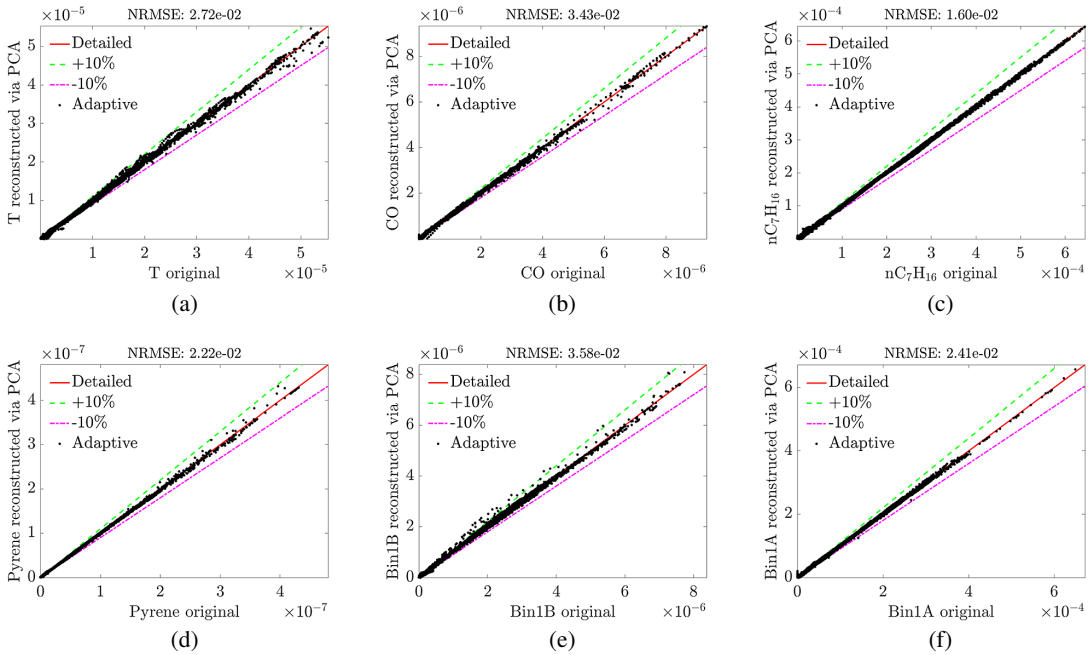 ×10⁻⁵ NRMSE: 2.72e-02
T reconstructed via PCA
5
4
3
2
1
Detailed
+10%
-10%
Adaptive
1 2 3 4 5
T original ×10⁻⁵
(a)
×10⁻⁶ NRMSE: 3.43e-02
CO reconstructed via PCA
8
6
4
2
Detailed
+10%
-10%
Adaptive
2 4 6 8
CO original ×10⁻⁶
(b)
×10⁻⁴ NRMSE: 1.60e-02
nC₇H₁₆ reconstructed via PCA
6
5
4
3
2
1
Detailed
+10%
-10%
Adaptive
1 2 3 4 5 6
nC₇H₁₆ original ×10⁻⁴
(c)
×10⁻⁷ NRMSE: 2.22e-02
Pyrene reconstructed via PCA
4
3
2
1
0
Detailed
+10%
-10%
Adaptive
0 1 2 3 4
Pyrene original ×10⁻⁷
(d)
×10⁻⁶ NRMSE: 3.58e-02
Bin1B reconstructed via PCA
8
6
4
2
0
Detailed
+10%
-10%
Adaptive
0 2 4 6 8
Bin1B original ×10⁻⁶
(e)
×10⁻⁴ NRMSE: 2.41e-02
Bin1A reconstructed via PCA
6
4
2
0
Detailed
+10%
-10%
Adaptive
0 2 4 6
Bin1A original ×10⁻⁴
(f)